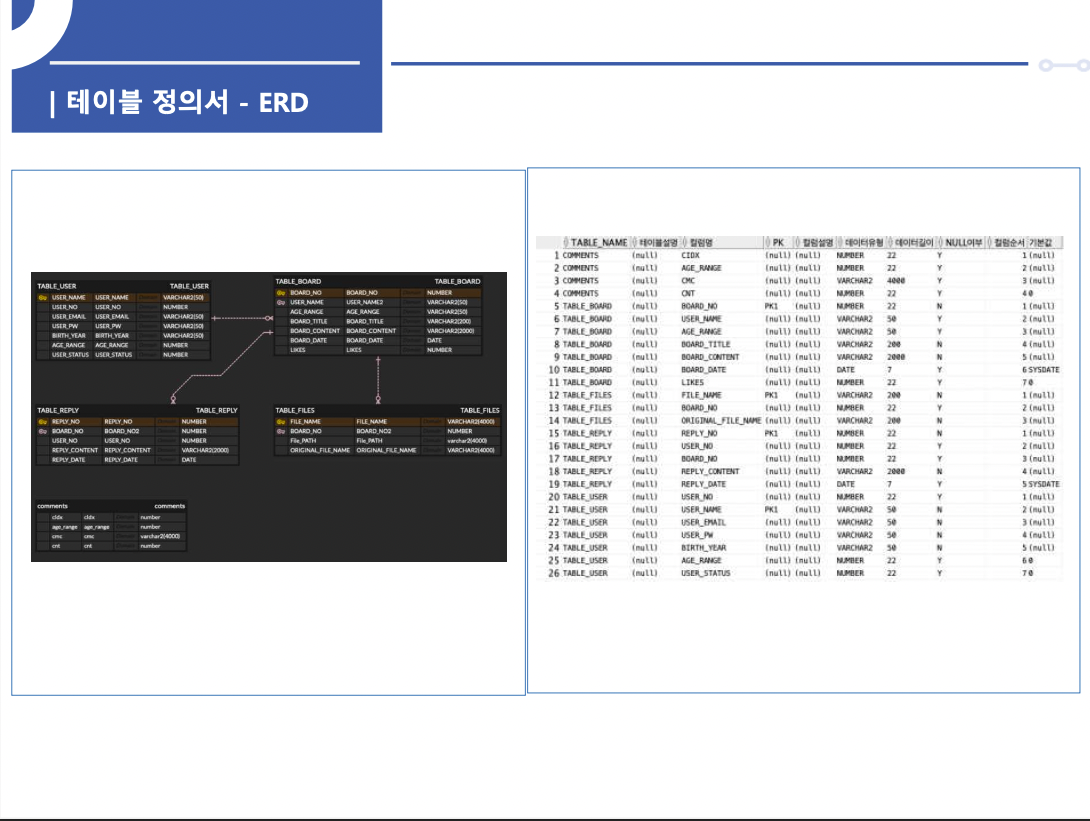 | 테이블 정의서 - ERD
TABLE_USER TABLE_USER
USER_NAME USER_NAME VARCHAR2(50)
USER_NO USER_NO NUMBER
USER_EMAIL USER_EMAIL VARCHAR2(50)
USER_PW USER_PW VARCHAR2(50)
BIRTH_YEAR BIRTH_YEAR VARCHAR2(50)
AGE_RANGE AGE_RANGE NUMBER
USER_STATUS USER_STATUS NUMBER
TABLE_BOARD TABLE_BOARD
BOARD_NO BOARD_NO NUMBER
USER_NAME USER_NAME2 VARCHAR2(50)
AGE_RANGE AGE_RANGE VARCHAR2(50)
BOARD_TITLE BOARD_TITLE VARCHAR2(200)
BOARD_CONTENT BOARD_CONTENT VARCHAR2(2000)
BOARD_DATE BOARD_DATE DATE
LIKES LIKES NUMBER
TABLE_REPLY TABLE_REPLY
REPLY_NO REPLY_NO NUMBER
BOARD_NO BOARD_NO2 NUMBER
USER_NO USER_NO NUMBER
REPLY_CONTENT REPLY_CONTENT VARCHAR2(2000)
REPLY_DATE REPLY_DATE DATE
TABLE_FILES TABLE_FILES
FILE_NAME FILE_NAME VARCHAR2(4000)
BOARD_NO BOARD_NO2 NUMBER
File_PATH File_PATH varchar2(4000)
ORIGINAL_FILE_NAME ORIGINAL_FILE_NAME VARCHAR2(4000)
comments comments
cidx cidx number
age_range age_range number
cmc cmc varchar2(4000)
cnt cnt number
TABLE_NAME 테이블설명 컬럼명 PK 컬럼설명 데이터유형 데이터길이 NULL여부 컬럼순서 기본값
1 COMMENTS (null) CIDX (null) (null) NUMBER 22 Y 1 (null)
2 COMMENTS (null) AGE_RANGE (null) (null) NUMBER 22 Y 2 (null)
3 COMMENTS (null) CMC (null) (null) VARCHAR2 4000 Y 3 (null)
4 COMMENTS (null) CNT (null) (null) NUMBER 22 Y 4 0
5 TABLE_BOARD (null) BOARD_NO PK1 (null) NUMBER 22 N 1 (null)
6 TABLE_BOARD (null) USER_NAME (null) (null) VARCHAR2 50 Y 2 (null)
7 TABLE_BOARD (null) AGE_RANGE (null) (null) VARCHAR2 50 Y 3 (null)
8 TABLE_BOARD (null) BOARD_TITLE (null) (null) VARCHAR2 200 N 4 (null)
9 TABLE_BOARD (null) BOARD_CONTENT (null) (null) VARCHAR2 2000 N 5 (null)
10 TABLE_BOARD (null) BOARD_DATE (null) (null) DATE 7 Y 6 SYSDATE
11 TABLE_BOARD (null) LIKES (null) (null) NUMBER 22 Y 7 0
12 TABLE_FILES (null) FILE_NAME PK1 (null) VARCHAR2 200 N 1 (null)
13 TABLE_FILES (null) BOARD_NO (null) (null) NUMBER 22 Y 2 (null)
14 TABLE_FILES (null) ORIGINAL_FILE_NAME (null) (null) VARCHAR2 200 N 3 (null)
15 TABLE_REPLY (null) REPLY_NO PK1 (null) NUMBER 22 N 1 (null)
16 TABLE_REPLY (null) USER_NO (null) (null) NUMBER 22 Y 2 (null)
17 TABLE_REPLY (null) BOARD_NO (null) (null) NUMBER 22 Y 3 (null)
18 TABLE_REPLY (null) REPLY_CONTENT (null) (null) VARCHAR2 2000 N 4 (null)
19 TABLE_REPLY (null) REPLY_DATE (null) (null) DATE 7 Y 5 SYSDATE
20 TABLE_USER (null) USER_NO (null) (null) NUMBER 22 Y 1 (null)
21 TABLE_USER (null) USER_NAME PK1 (null) VARCHAR2 50 N 2 (null)
22 TABLE_USER (null) USER_EMAIL (null) (null) VARCHAR2 50 Y 3 (null)
23 TABLE_USER (null) USER_PW (null) (null) VARCHAR2 50 N 4 (null)
24 TABLE_USER (null) BIRTH_YEAR (null) (null) VARCHAR2 50 N 5 (null)
25 TABLE_USER (null) AGE_RANGE (null) (null) NUMBER 22 Y 6 0
26 TABLE_USER (null) USER_STATUS (null) (null) NUMBER 22 Y 7 0